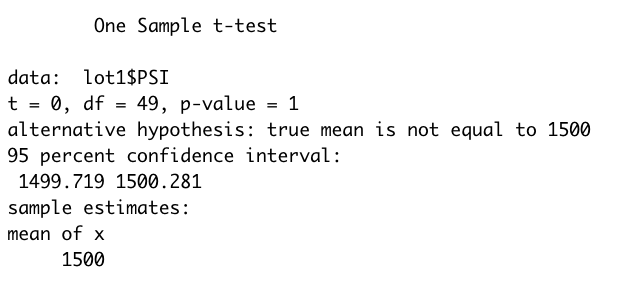 One Sample t-test
data:  lot1$PSI
t = 0, df = 49, p-value = 1
alternative hypothesis: true mean is not equal to 1500
95 percent confidence interval:
1499.719 1500.281
sample estimates:
mean of x
1500